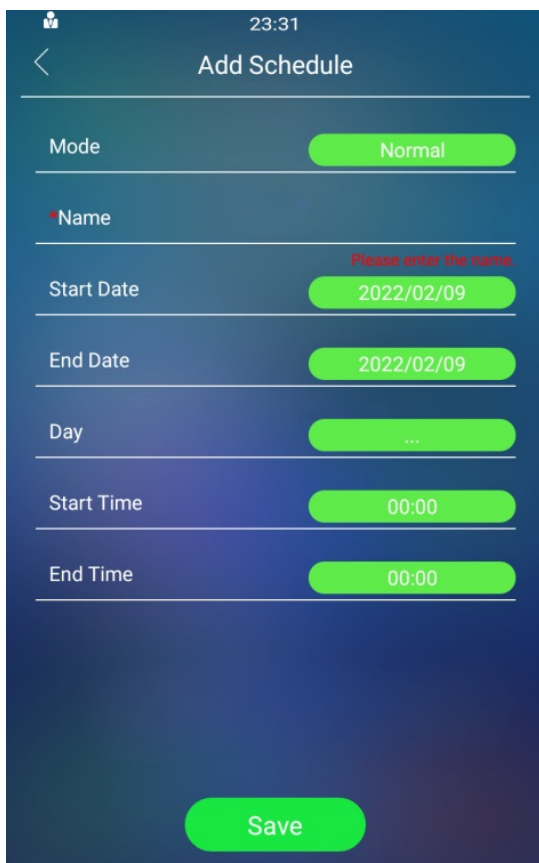 23:31
Add Schedule
Mode Normal
*Name
Please enter the name
Start Date 2022/02/09
End Date 2022/02/09
Day ...
Start Time 00:00
End Time 00:00
Save